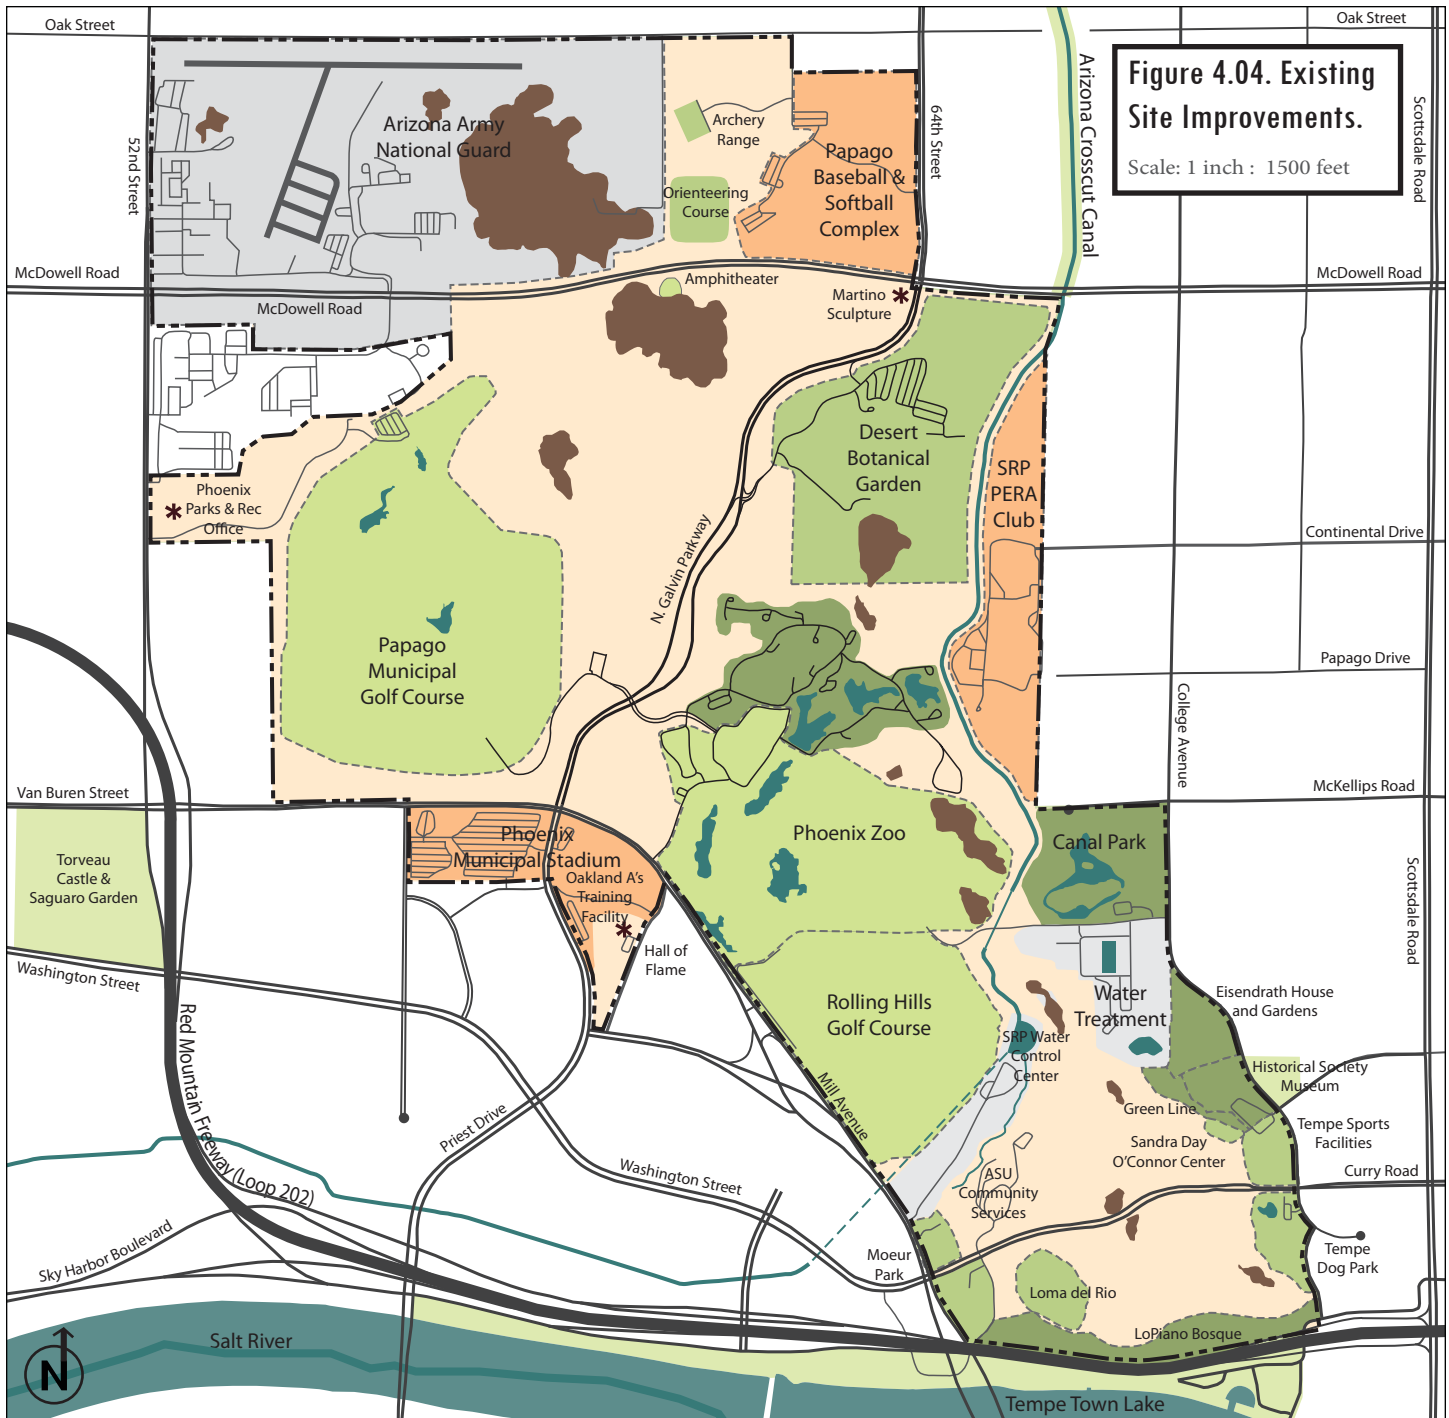 Oak Street
Oak Street
Figure 4.04. Existing
Site Improvements.
Scale: 1 inch : 1500 feet
Arizona Crosscut Canal
Scottsdale Road
64th Street
52nd Street
Arizona Army
National Guard
Archery
Range
Papago
Baseball &
Softball
Complex
Orienteering
Course
McDowell Road
McDowell Road
Amphitheater
Martino
Sculpture
McDowell Road
Desert
Botanical
Garden
SRP
PERA
Club
Phoenix
Parks & Rec
Office
Continental Drive
N. Galvin Parkway
Papago
Municipal
Golf Course
Papago Drive
College Avenue
Van Buren Street
McKellips Road
Phoenix
Municipal Stadium
Phoenix Zoo
Canal Park
Torveau
Castle &
Saguaro Garden
Oakland A's
Training
Facility
Scottsdale Road
Hall of
Flame
Washington Street
Rolling Hills
Golf Course
Water
Treatment
Eisendrath House
and Gardens
Red Mountain Freeway (Loop 202)
SRP Water
Control
Center
Historical Society
Museum
Mill Avenue
Green Line
Tempe Sports
Facilities
Priest Drive
Sandra Day
O'Connor Center
Washington Street
Curry Road
ASU
Community
Services
Sky Harbor Boulevard
Moeur
Park
Tempe
Dog Park
Loma del Rio
LoPiano Bosque
Salt River
N
Tempe Town Lake